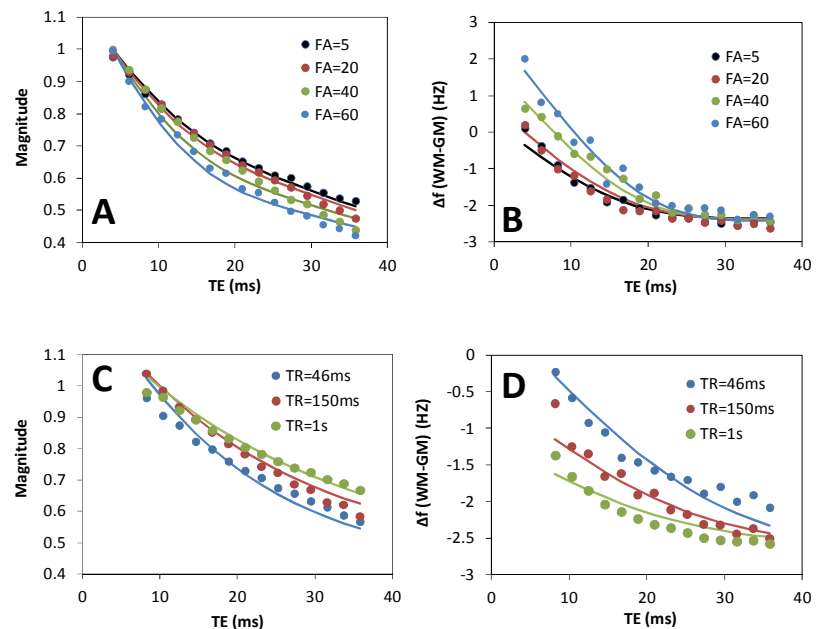 1.1
1
0.9
0.8
0.7
0.6
0.5
0.4
0 10 20 30 40
Magnitude
TE (ms)
A
FA=5
FA=20
FA=40
FA=60
3
2
1
0
-1
-2
-3
0 10 20 30 40
Δf (WM-GM) (HZ)
TE (ms)
B
FA=5
FA=20
FA=40
FA=60
1.1
1
0.9
0.8
0.7
0.6
0.5
0.4
0 10 20 30 40
Magnitude
TE (ms)
C
TR=46ms
TR=150ms
TR=1s
0
-0.5
-1
-1.5
-2
-2.5
-3
0 10 20 30 40
Δf (WM-GM) (HZ)
TE (ms)
D
TR=46ms
TR=150ms
TR=1s